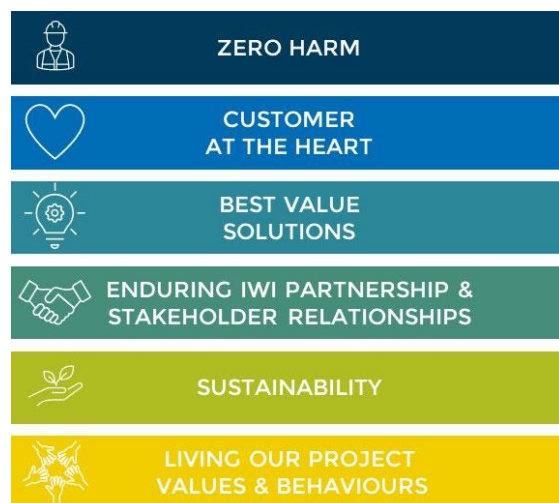 ZERO HARM
CUSTOMER
AT THE HEART
BEST VALUE
SOLUTIONS
ENDURING IWI PARTNERSHIP &
STAKEHOLDER RELATIONSHIPS
SUSTAINABILITY
LIVING OUR PROJECT
VALUES & BEHAVIOURS